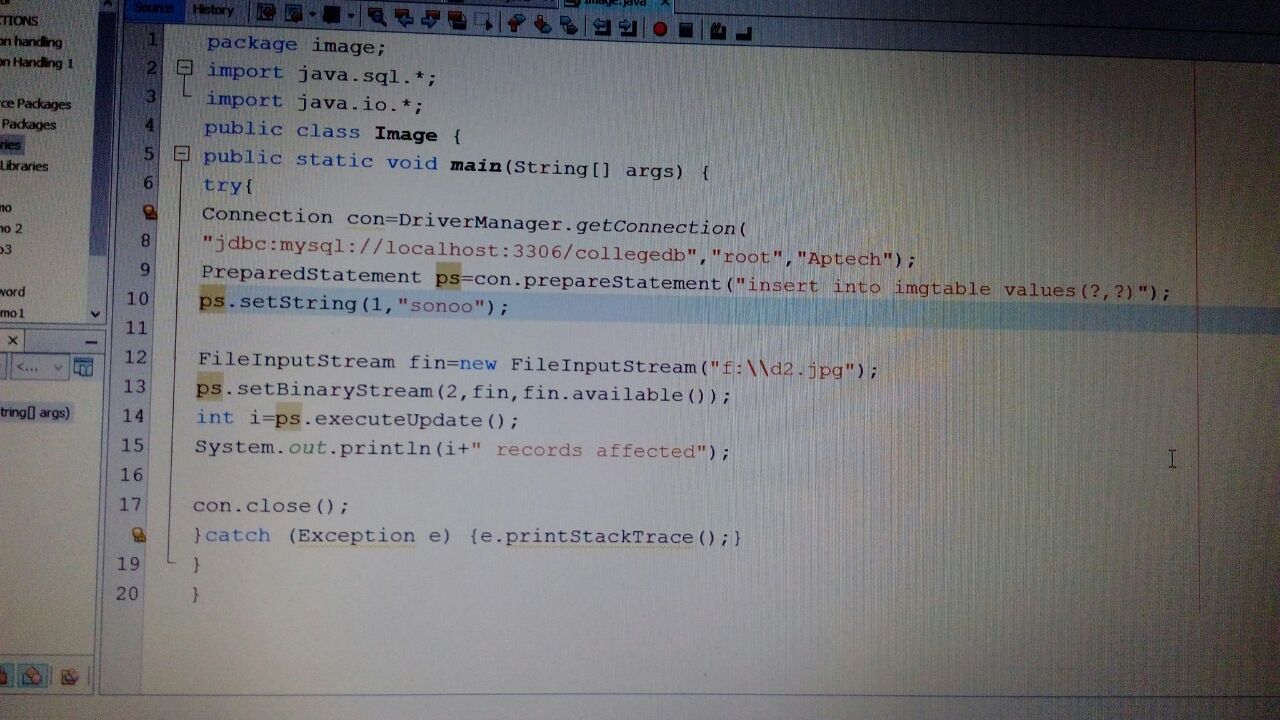 Source History
Image.java
TIONS
on handling
on Handling 1
ce Packages
Packages
ries
Libraries
mo
no 2
o3
word
mo1
<...
tring[] args)
1 package image;
2 import java.sql.*;
3 import java.io.*;
4 public class Image {
5 public static void main(String[] args) {
6 try{
Connection con=DriverManager.getConnection(
8 "jdbc:mysql://localhost:3306/collegedb","root","Aptech");
9 PreparedStatement ps=con.prepareStatement("insert into imgtable values(?,?)");
10 ps.setString(1,"sonoo");
11
12 FileInputStream fin=new FileInputStream("f:\\d2.jpg");
13 ps.setBinaryStream(2,fin,fin.available());
14 int i=ps.executeUpdate();
15 System.out.println(i+" records affected");
16
17 con.close();
}catch (Exception e) {e.printStackTrace();}
19 }
20 }